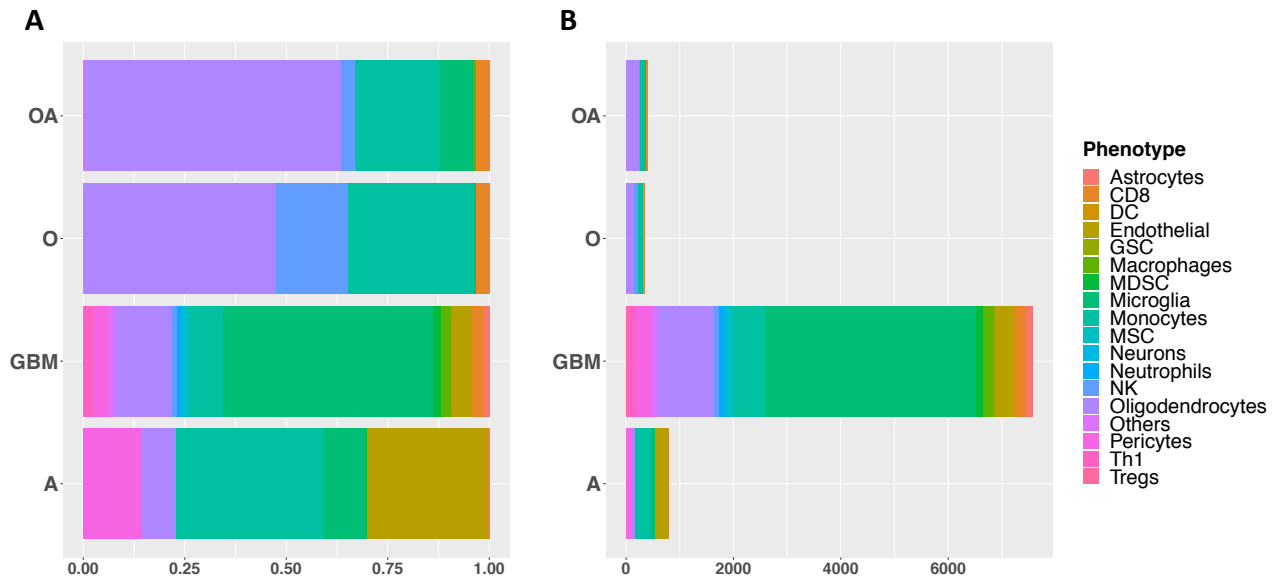 A
OA
O
GBM
A
0.00 0.25 0.50 0.75 1.00
B
OA
O
GBM
A
0 2000 4000 6000
Phenotype
Astrocytes
CD8
DC
Endothelial
GSC
Macrophages
MDSC
Microglia
Monocytes
MSC
Neurons
Neutrophils
NK
Oligodendrocytes
Others
Pericytes
Th1
Tregs